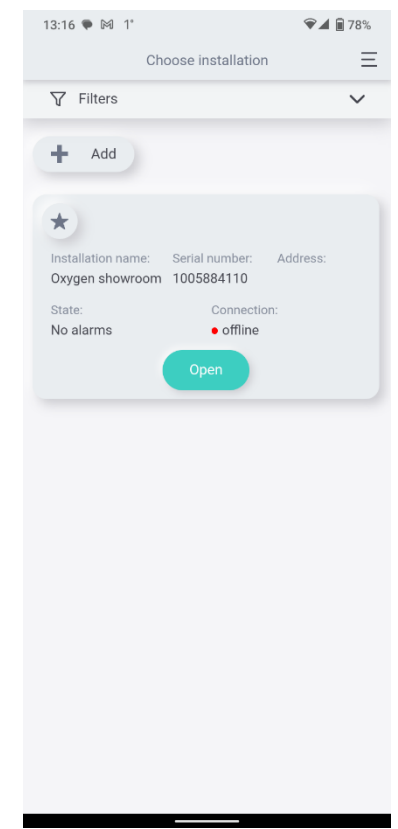 13:16 1° 78%
Choose installation
Filters
Add
Installation name: Serial number: Address:
Oxygen showroom 1005884110
State: Connection:
No alarms offline
Open